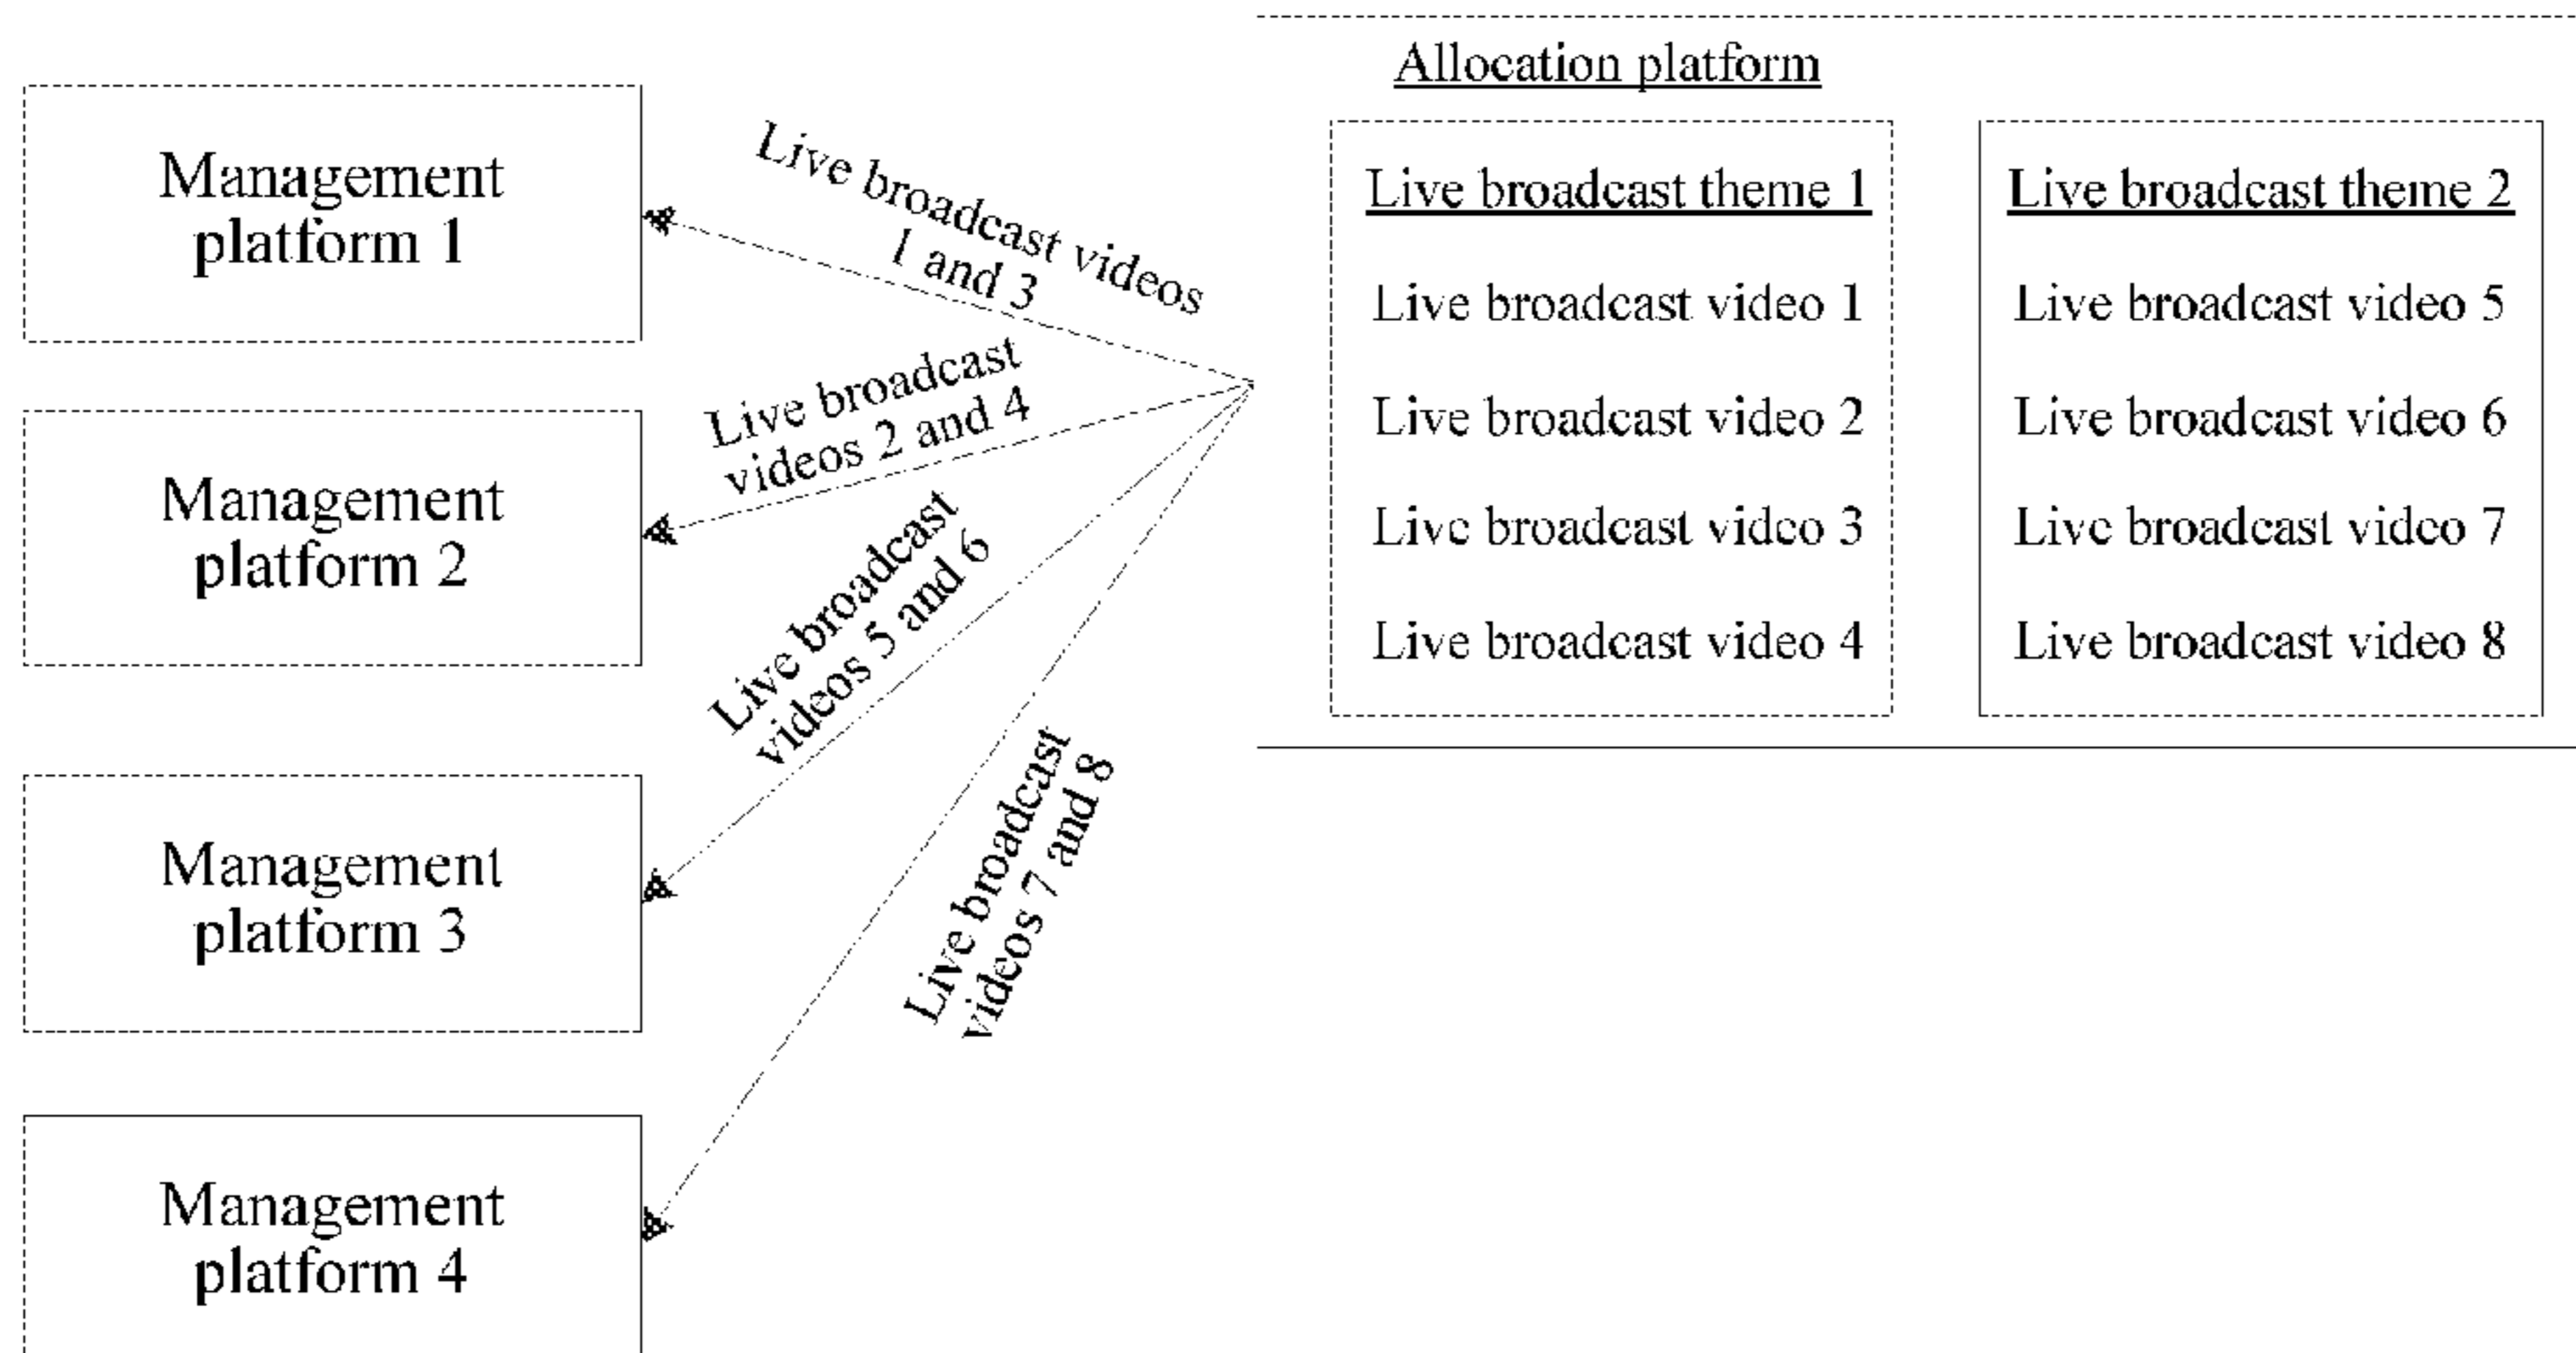 Management
platform 1
Management
platform 2
Management
platform 3
Management
platform 4
Live broadcast videos
1 and 3
Live broadcast
videos 2 and 4
Live broadcast
videos 5 and 6
Live broadcast
videos 7 and 8
Allocation platform
Live broadcast theme 1
Live broadcast video 1
Live broadcast video 2
Live broadcast video 3
Live broadcast video 4
Live broadcast theme 2
Live broadcast video 5
Live broadcast video 6
Live broadcast video 7
Live broadcast video 8